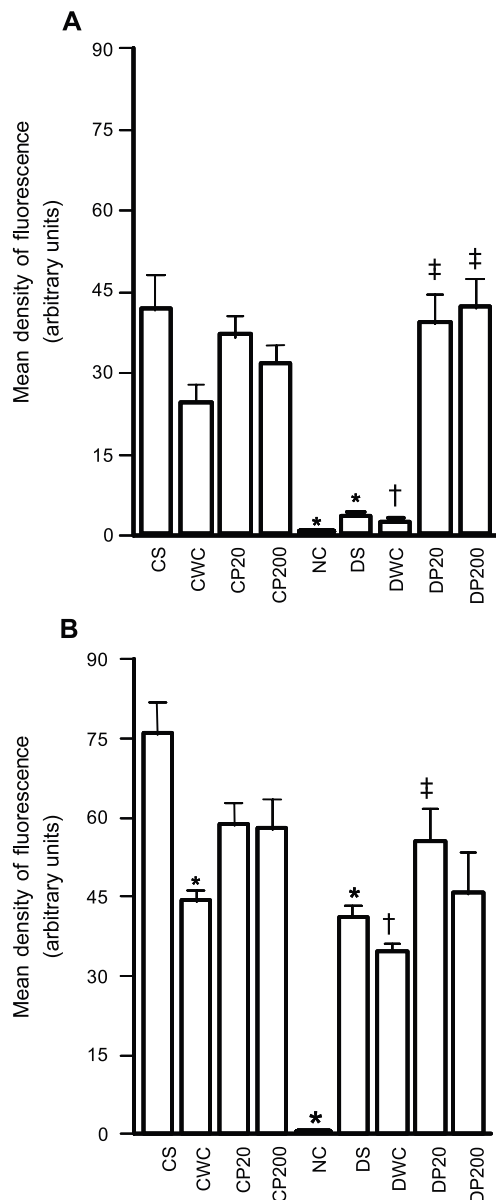 A
Mean density of fluorescence
(arbitrary units)
90
75
60
45
30
15
0
* * † ‡ ‡
CS CWC CP20 CP200 NC DS DWC DP20 DP200
B
Mean density of fluorescence
(arbitrary units)
90
75
60
45
30
15
0
* * * † ‡
CS CWC CP20 CP200 NC DS DWC DP20 DP200